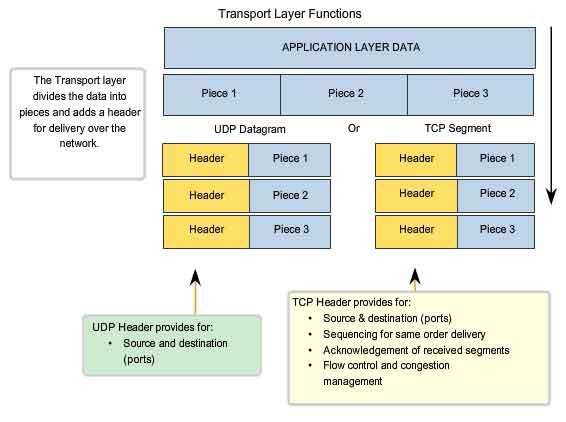 Transport Layer Functions
APPLICATION LAYER DATA
The Transport layer
divides the data into
pieces and adds a header
for delivery over the
network.
Piece 1 Piece 2 Piece 3
UDP Datagram Or TCP Segment
Header Piece 1 Header Piece 1
Header Piece 2 Header Piece 2
Header Piece 3 Header Piece 3
UDP Header provides for:
• Source and destination
(ports)
TCP Header provides for:
• Source & destination (ports)
• Sequencing for same order delivery
• Acknowledgement of received segments
• Flow control and congestion
management